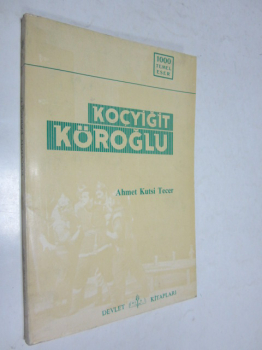 1000
TEMEL
ESER
KOÇYİĞİT
KÖROĞLU
Ahmet Kutsi Tecer
DEVLET KİTAPLARI